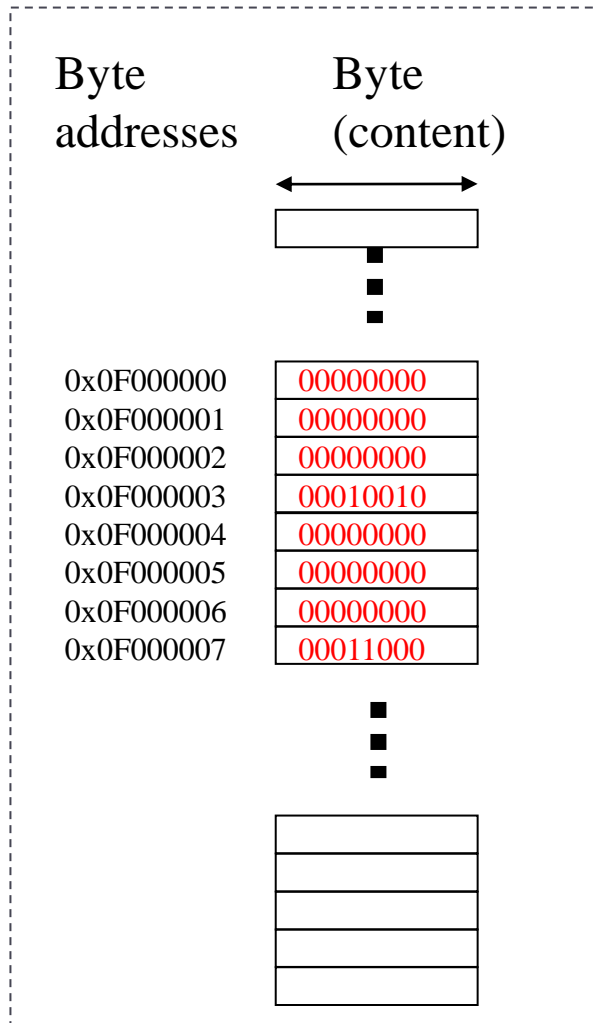 Byte addresses
Byte (content)
0x0F000000 00000000
0x0F000001 00000000
0x0F000002 00000000
0x0F000003 00010010
0x0F000004 00000000
0x0F000005 00000000
0x0F000006 00000000
0x0F000007 00011000